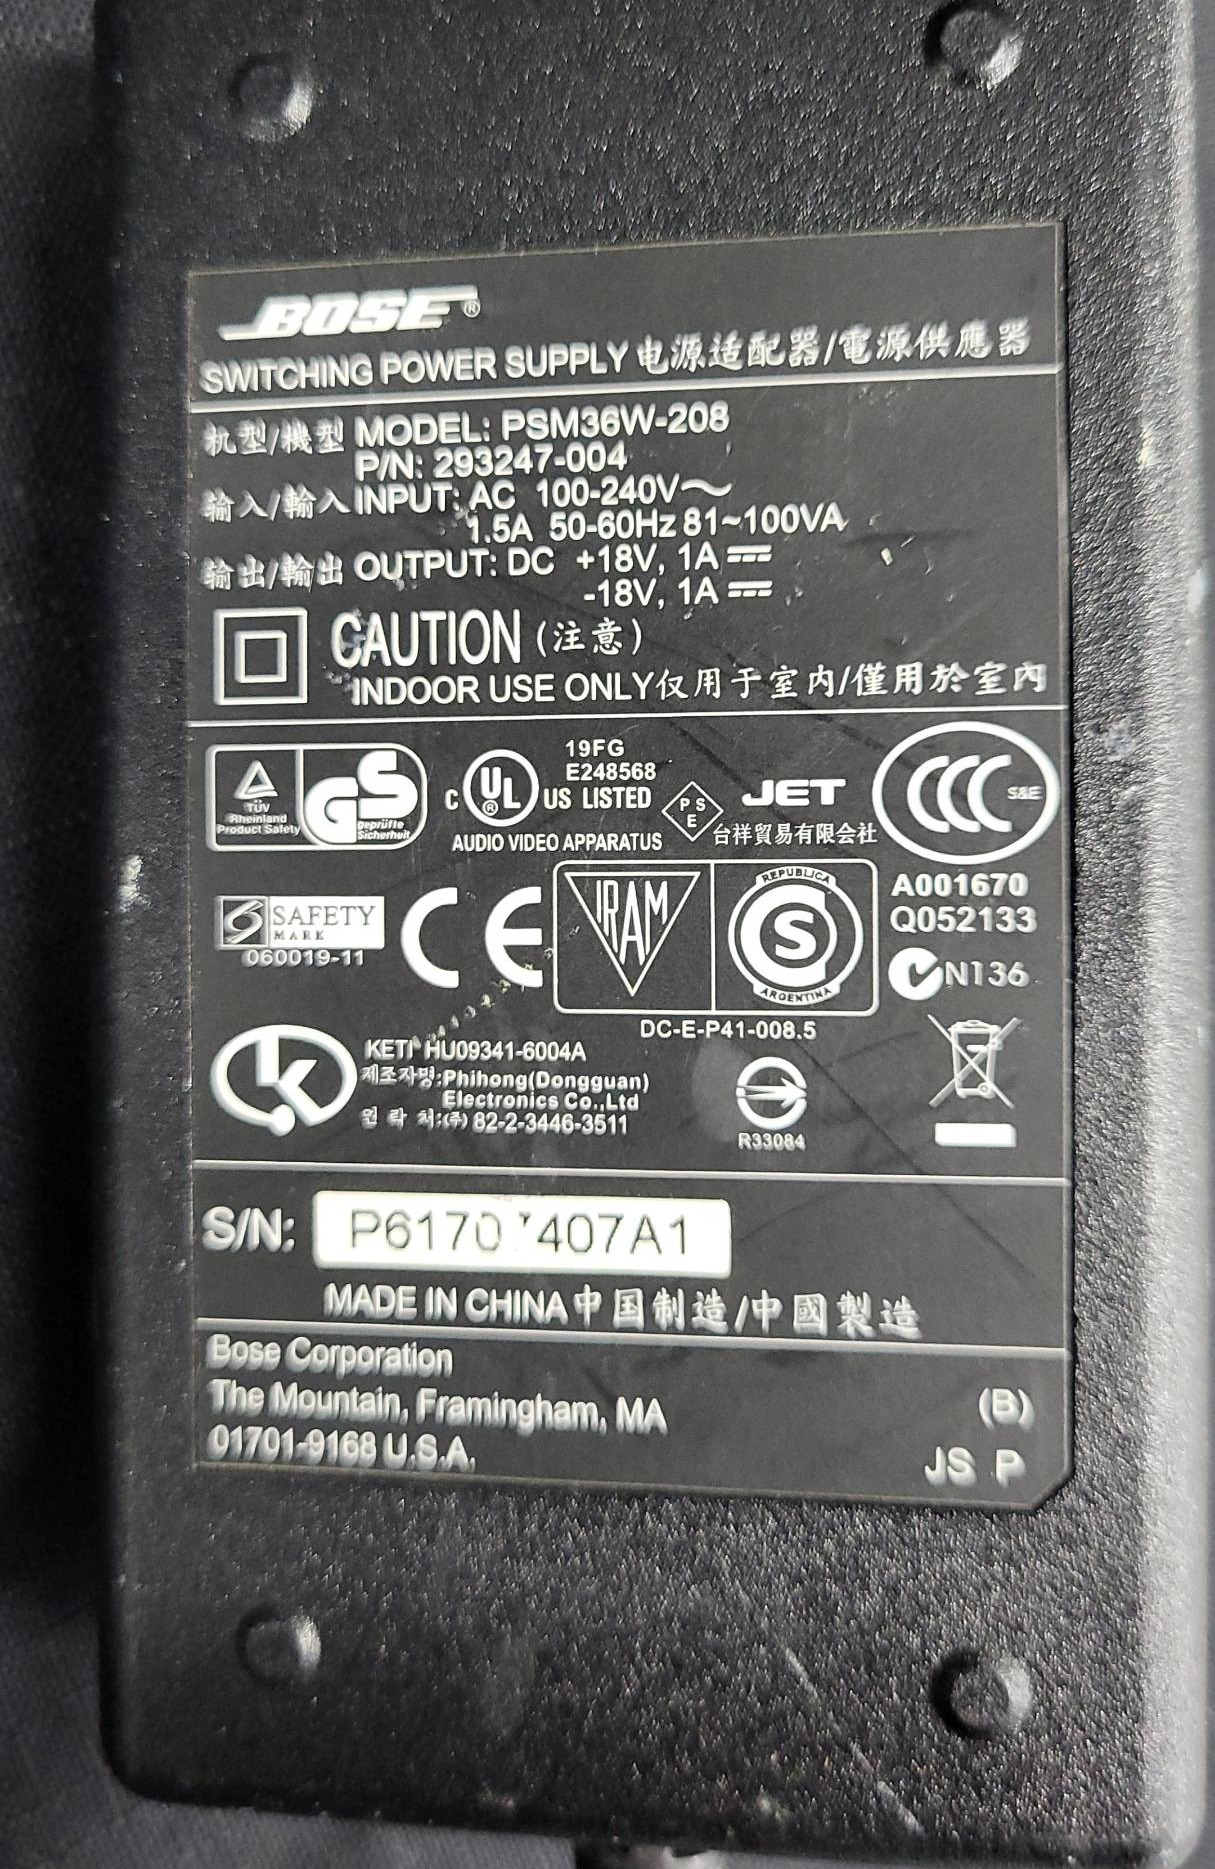 BOSE®
SWITCHING POWER SUPPLY 电源适配器/電源供應器
机型/機型 MODEL: PSM36W-208
P/N: 293247-004
输入/輸入 INPUT: AC 100-240V～
1.5A 50-60Hz 81~100VA
输出/輸出 OUTPUT: DC +18V, 1A ⎓
-18V, 1A ⎓
CAUTION (注意)
INDOOR USE ONLY仅用于室内/僅用於室內
TÜV
Rheinland
Product Safety
GS
geprüfte
Sicherheit
C UL® US LISTED
19FG
E248568
AUDIO VIDEO APPARATUS
PS
E
JET
台祥貿易有限会社
CCC S&E
A001670
Q052133
N136
S SAFETY
MARK
060019-11
CE
IRAM
REPUBLICA
S
ARGENTINA
DC-E-P41-008.5
KETI HU09341-6004A
제조자명:Phihong(Dongguan)
Electronics Co.,Ltd
연 락 처:(주) 82-2-3446-3511
R33084
S/N: P6170 407A1
MADE IN CHINA 中国制造/中國製造
Bose Corporation
The Mountain, Framingham, MA
01701-9168 U.S.A.
(B)
JS P